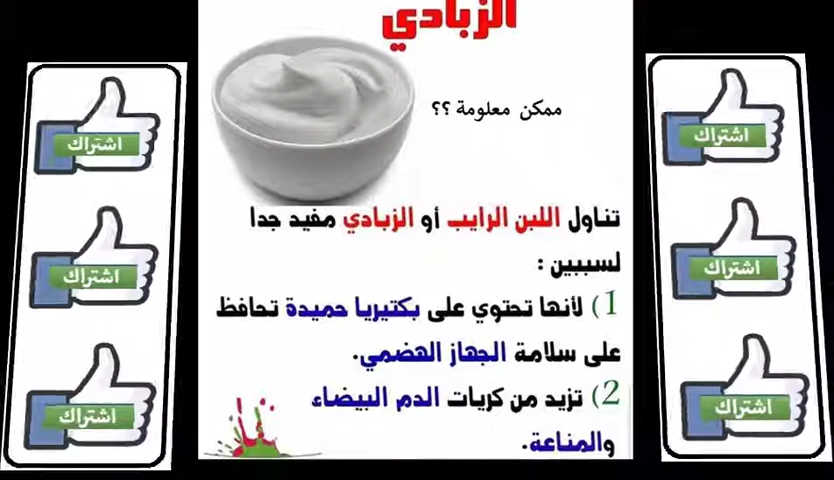 الزبادي
ممكن معلومة ؟؟
تناول اللبن الرايب أو الزبادي مفيد جدا
لسببين :
1) لأنها تحتوي على بكتيريا حميدة تحافظ
على سلامة الجهاز الهضمي.
2) تزيد من كريات الدم البيضاء
والمناعة.
اشتراك
اشتراك
اشتراك
اشتراك
اشتراك
اشتراك